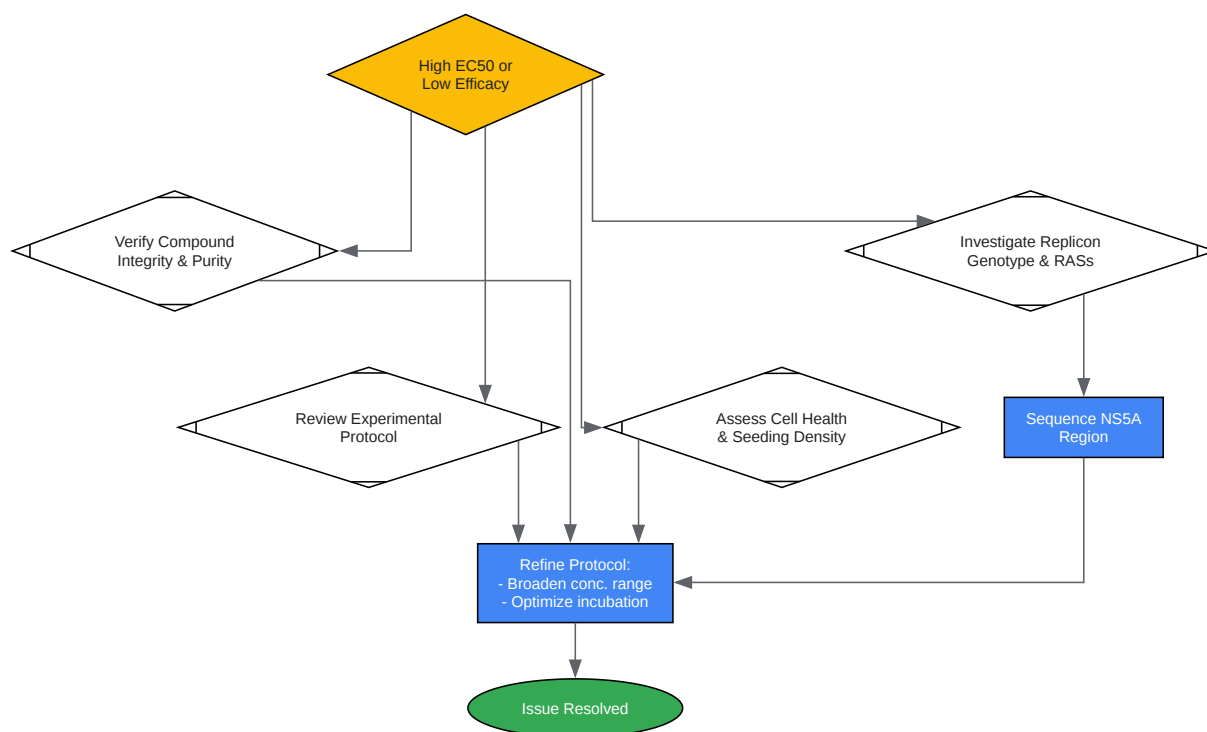 High EC50 or
Low Efficacy
Verify Compound
Integrity & Purity
Investigate Replicon
Genotype & RASs
Review Experimental
Protocol
Assess Cell Health
& Seeding Density
Sequence NS5A
Region
Refine Protocol:
- Broaden conc. range
- Optimize incubation
Issue Resolved